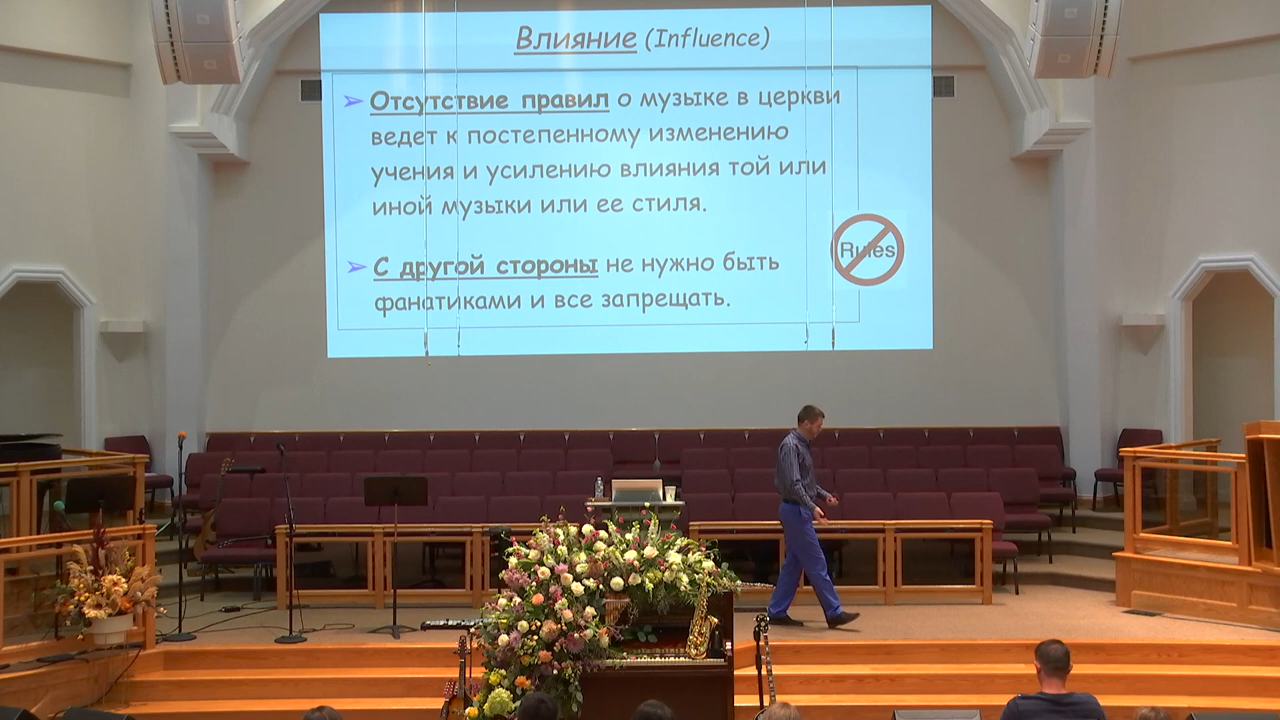 Влияние (Influence)
➢ Отсутствие правил о музыке в церкви
ведет к постепенному изменению
учения и усилению влияния той или
иной музыки или ее стиля.
➢ С другой стороны не нужно быть
фанатиками и все запрещать.
Rules